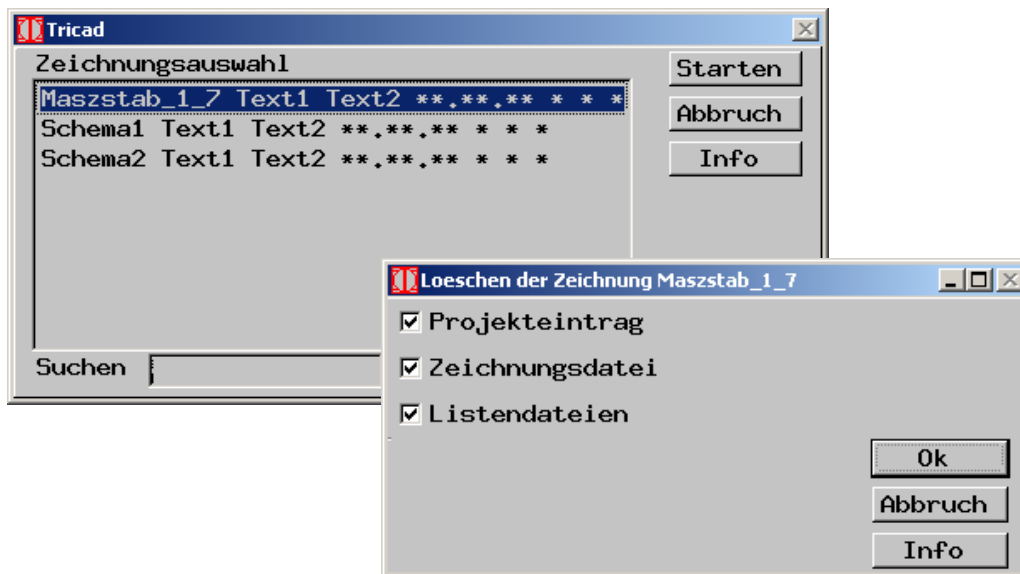 Tricad
Zeichnungsauswahl
Maszstab_1_7 Text1 Text2 **.**.** * * *
Schema1 Text1 Text2 **.**.** * * *
Schema2 Text1 Text2 **.**.** * * *
Starten
Abbruch
Info
Suchen
Loeschen der Zeichnung Maszstab_1_7
Projekteintrag
Zeichnungsdatei
Listendateien
Ok
Abbruch
Info